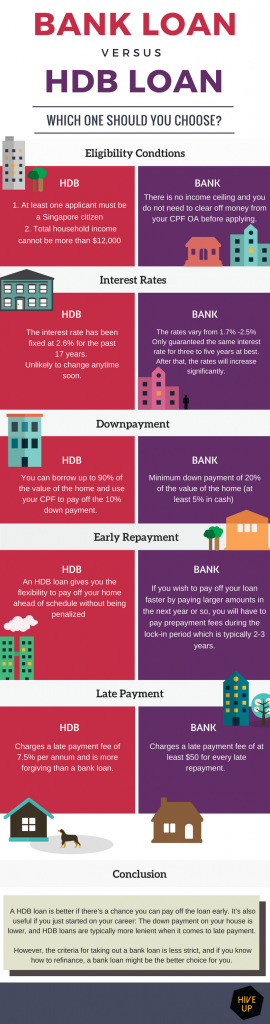 BANK LOAN
VERSUS
HDB LOAN
WHICH ONE SHOULD YOU CHOOSE?
Eligibility Condtions
HDB
1. At least one applicant must be
a Singapore citizen
2. Total household income
cannot be more than $12,000
BANK
There is no income ceiling and you
do not need to clear off money from
your CPF OA before applying.
Interest Rates
HDB
The interest rate has been
fixed at 2.6% for the past
17 years.
Unlikely to change anytime
soon.
BANK
The rates vary from 1.7% -2.5%
Only guaranteed the same interest
rate for three to five years at best.
After that, the rates will increase
significantly.
Downpayment
HDB
You can borrow up to 90% of
the value of the home and use
your CPF to pay off the 10%
down payment.
BANK
Minimum down payment of 20%
of the value of the home (at
least 5% in cash)
Early Repayment
HDB
An HDB loan gives you the
flexibility to pay off your home
ahead of schedule without being
penalized
BANK
If you wish to pay off your loan
faster by paying larger amounts in
the next year or so, you will have to
pay prepayment fees during the
lock-in period which is typically 2-3
years.
Late Payment
HDB
Charges a late payment fee of
7.5% per annum and is more
forgiving than a bank loan.
BANK
Charges a late payment fee of at
least $50 for every late
repayment.
Conclusion
A HDB loan is better if there's a chance you can pay off the loan early. It's also
useful if you just started on your career: The down payment on your house is
lower, and HDB loans are typically more lenient when it comes to late payment.
However, the criteria for taking out a bank loan is less strict, and if you know
how to refinance, a bank loan might be the better choice for you.
HIVE
UP